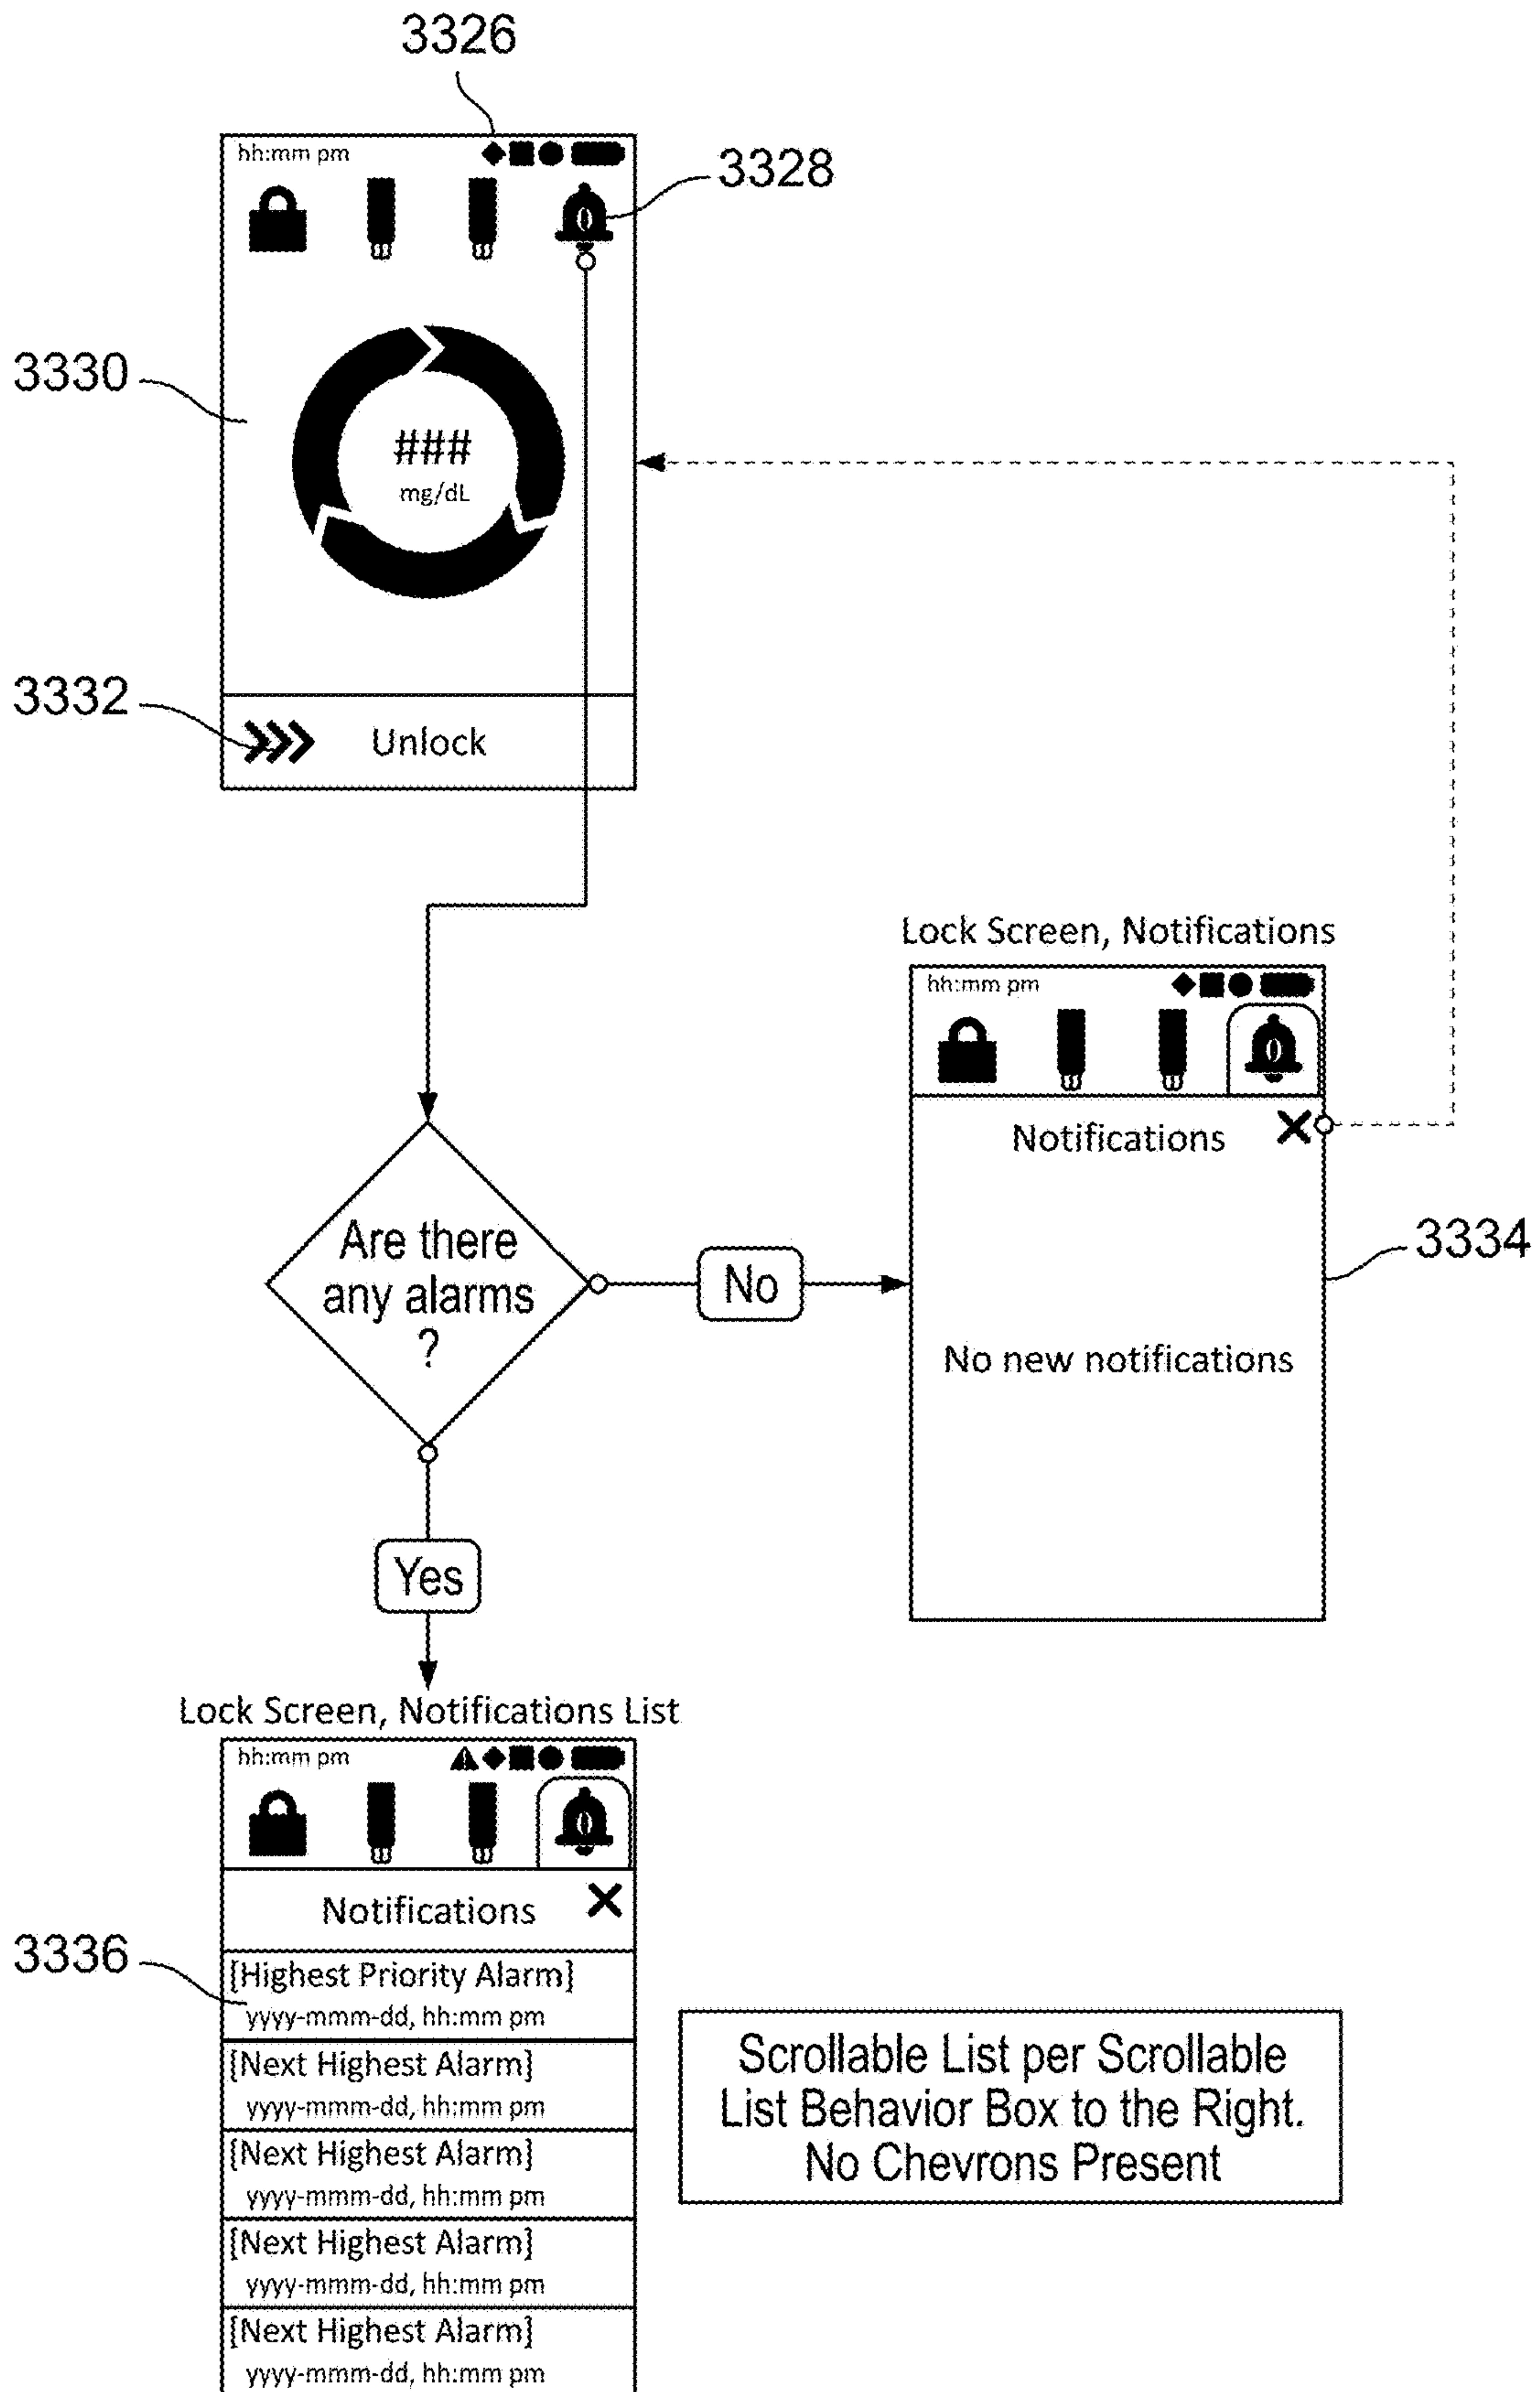 3326
hh:mm pm
3328
0
3330
###
mg/dL
3332
Unlock
Lock Screen, Notifications
hh:mm pm
0
Notifications
Are there
any alarms
?
No
3334
No new notifications
Yes
Lock Screen, Notifications List
hh:mm pm
0
Notifications
3336
[Highest Priority Alarm]
yyyy-mmm-dd, hh:mm pm
[Next Highest Alarm]
yyyy-mmm-dd, hh:mm pm
[Next Highest Alarm]
yyyy-mmm-dd, hh:mm pm
[Next Highest Alarm]
yyyy-mmm-dd, hh:mm pm
[Next Highest Alarm]
yyyy-mmm-dd, hh:mm pm
Scrollable List per Scrollable
List Behavior Box to the Right.
No Chevrons Present